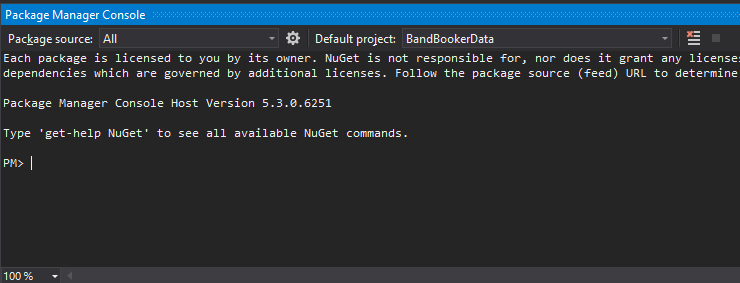 Package Manager Console
Package source: All Default project: BandBookerData
Each package is licensed to you by its owner. NuGet is not responsible for, nor does it grant any licenses
dependencies which are governed by additional licenses. Follow the package source (feed) URL to determine
Package Manager Console Host Version 5.3.0.6251
Type 'get-help NuGet' to see all available NuGet commands.
PM>
100 %